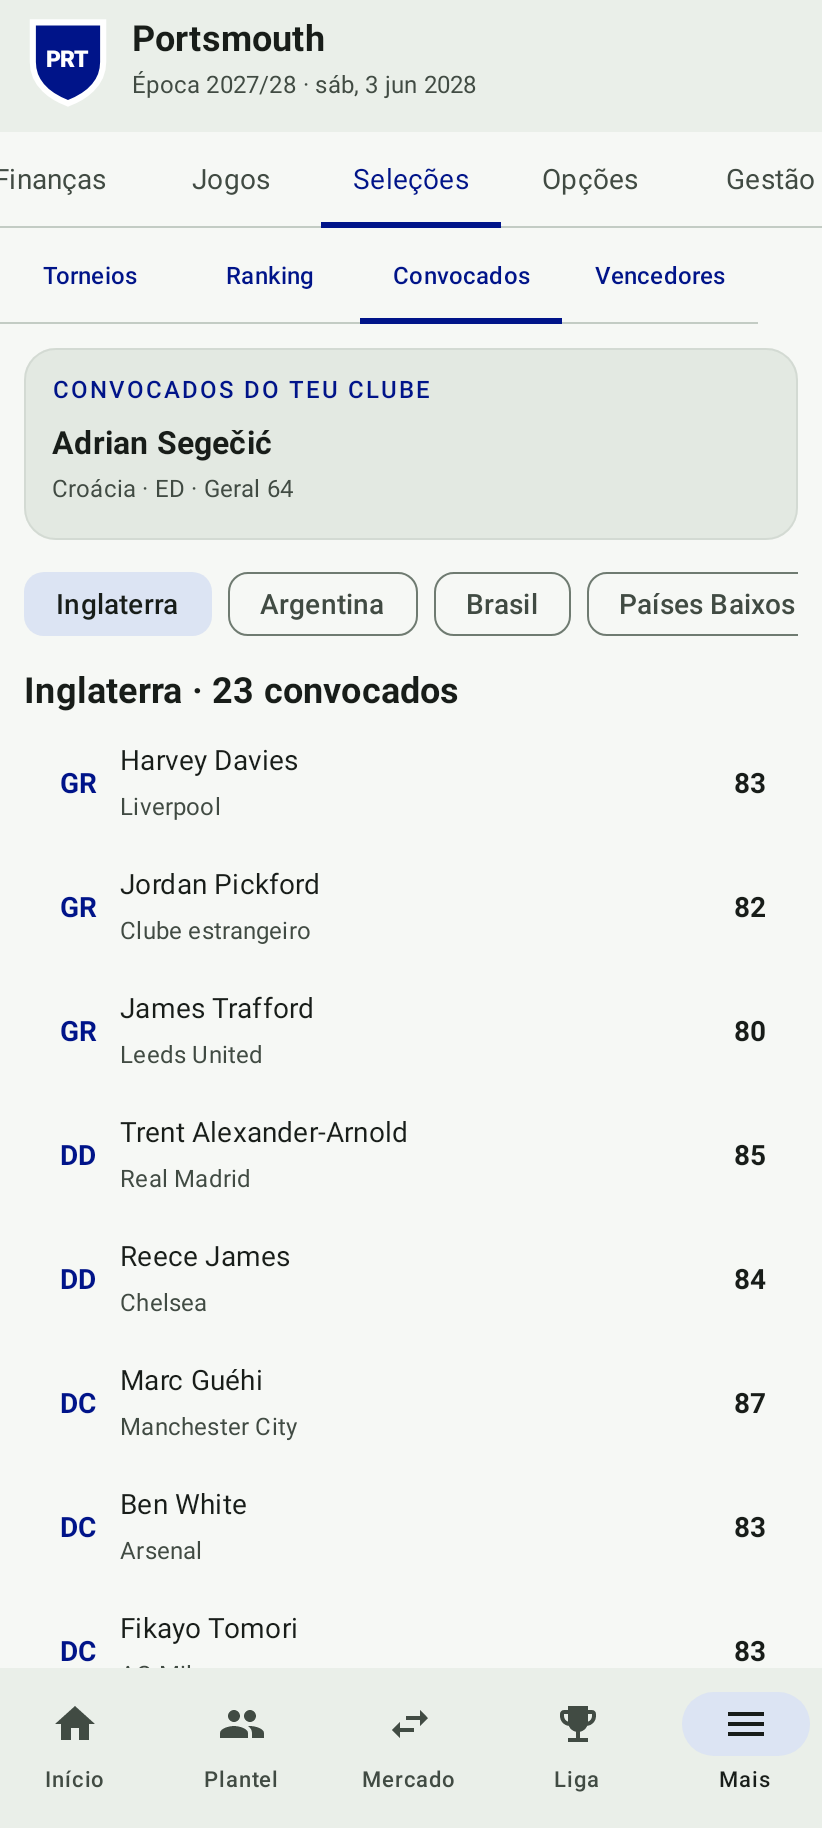 PRT
Portsmouth
Época 2027/28 · sáb, 3 jun 2028
Finanças Jogos Seleções Opções Gestão
Torneios Ranking Convocados Vencedores
CONVOCADOS DO TEU CLUBE
Adrian Segečić
Croácia · ED · Geral 64
Inglaterra Argentina Brasil Países Baixos
Inglaterra · 23 convocados
GR Harvey Davies 83
Liverpool
GR Jordan Pickford 82
Clube estrangeiro
GR James Trafford 80
Leeds United
DD Trent Alexander-Arnold 85
Real Madrid
DD Reece James 84
Chelsea
DC Marc Guéhi 87
Manchester City
DC Ben White 83
Arsenal
DC Fikayo Tomori 83
Início Plantel Mercado Liga Mais